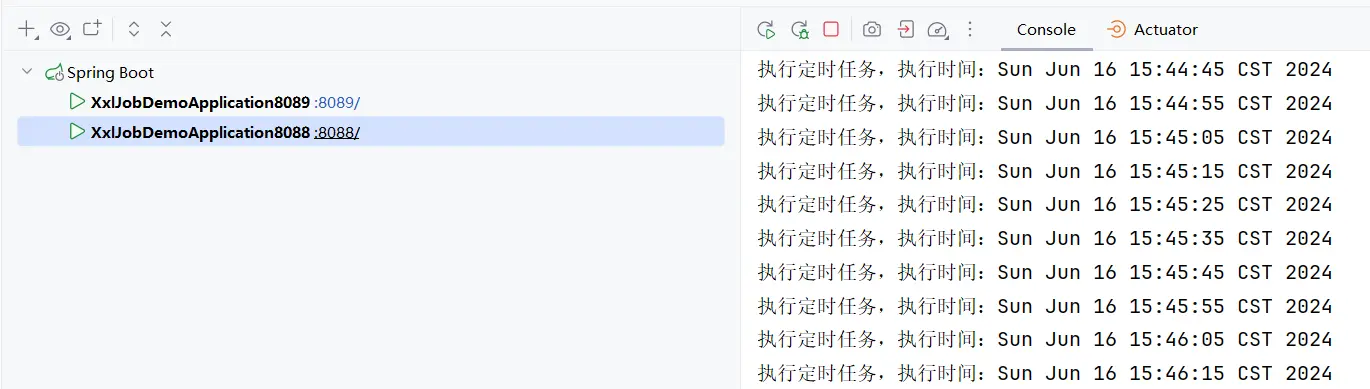 Console
Actuator
Spring Boot
XxlJobDemoApplication8089 :8089/
XxlJobDemoApplication8088 :8088/
执行定时任务，执行时间：Sun Jun 16 15:44:45 CST 2024
执行定时任务，执行时间：Sun Jun 16 15:44:55 CST 2024
执行定时任务，执行时间：Sun Jun 16 15:45:05 CST 2024
执行定时任务，执行时间：Sun Jun 16 15:45:15 CST 2024
执行定时任务，执行时间：Sun Jun 16 15:45:25 CST 2024
执行定时任务，执行时间：Sun Jun 16 15:45:35 CST 2024
执行定时任务，执行时间：Sun Jun 16 15:45:45 CST 2024
执行定时任务，执行时间：Sun Jun 16 15:45:55 CST 2024
执行定时任务，执行时间：Sun Jun 16 15:46:05 CST 2024
执行定时任务，执行时间：Sun Jun 16 15:46:15 CST 2024